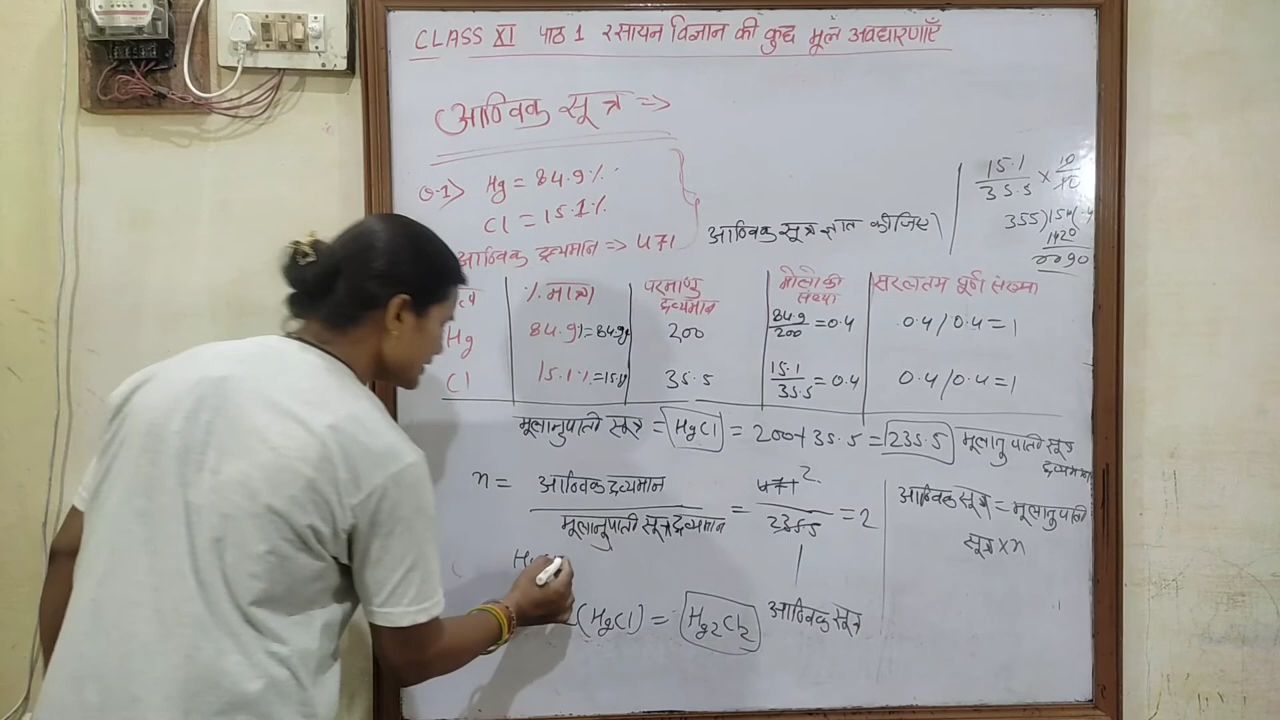 CLASS XI पाठ 1 रसायन विज्ञान की कुछ मूल अवधारणाएँ
आण्विक सूत्र =>
Q.1> Hg = 84.9%
Cl = 15.1%
आण्विक द्रव्यमान => 471
आण्विक सूत्र ज्ञात कीजिए
15.1/35.5 × 10/10
355)1510(.4
1420
0090
% मात्रा | परमाणु द्रव्यमान | मोलो की संख्या | सरलतम पूर्ण संख्या
Hg | 84.9%=84.9g | 200 | 84.9/200 = 0.4 | 0.4/0.4 = 1
Cl | 15.1%=15.1 | 35.5 | 15.1/35.5 = 0.4 | 0.4/0.4 = 1
मूलानुपाती सूत्र = HgCl = 200+35.5 = 235.5 मूलानुपाती सूत्र द्रव्यमान
n = आण्विक द्रव्यमान / मूलानुपाती सूत्र द्रव्यमान = 471/235.5 = 2
आण्विक सूत्र = मूलानुपाती
सूत्र × n
(HgCl) = Hg2Cl2 आण्विक सूत्र